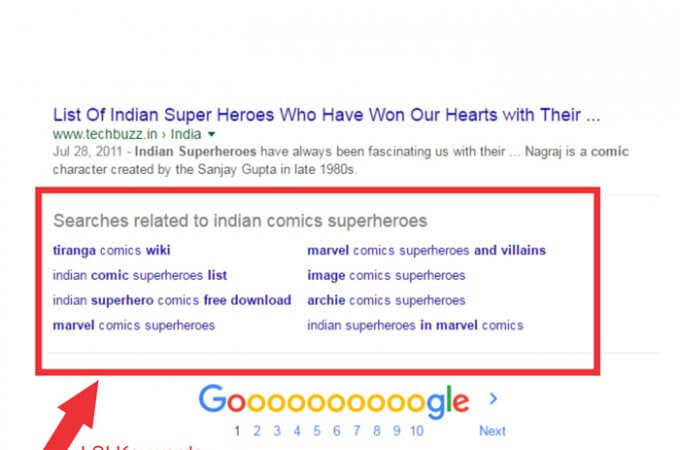 List Of Indian Super Heroes Who Have Won Our Hearts with Their ...
www.techbuzz.in › India
Jul 28, 2011 - Indian Superheroes have always been fascinating us with their ... Nagraj is a comic
character created by the Sanjay Gupta in late 1980s.
Searches related to indian comics superheroes
tiranga comics wiki
indian comic superheroes list
indian superhero comics free download
marvel comics superheroes
marvel comics superheroes and villains
image comics superheroes
archie comics superheroes
indian superheroes in marvel comics
Goooooooooogle
1 2 3 4 5 6 7 8 9 10 Next